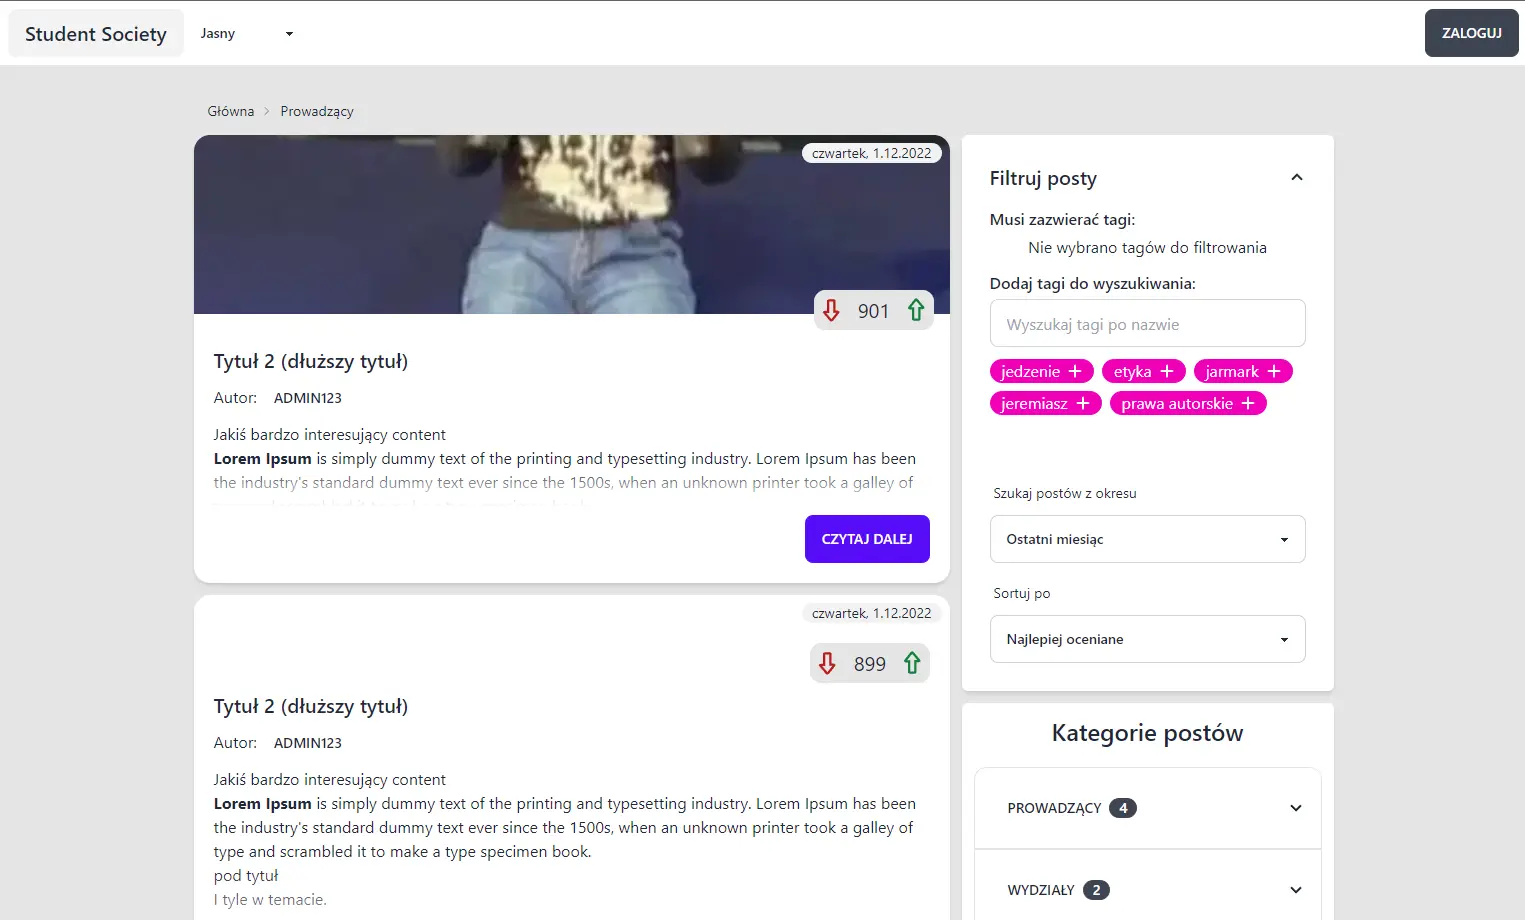 Student Society
Jasny
ZALOGUJ
Główna
Prowadzący
czwartek, 1.12.2022
901
Tytuł 2 (dłuższy tytuł)
Autor: ADMIN123
Jakiś bardzo interesujący content
Lorem Ipsum is simply dummy text of the printing and typesetting industry. Lorem Ipsum has been
the industry's standard dummy text ever since the 1500s, when an unknown printer took a galley of
CZYTAJ DALEJ
czwartek, 1.12.2022
899
Tytuł 2 (dłuższy tytuł)
Autor: ADMIN123
Jakiś bardzo interesujący content
Lorem Ipsum is simply dummy text of the printing and typesetting industry. Lorem Ipsum has been
the industry's standard dummy text ever since the 1500s, when an unknown printer took a galley of
type and scrambled it to make a type specimen book.
pod tytuł
I tyle w temacie.
Filtruj posty
Musi zazwierać tagi:
Nie wybrano tagów do filtrowania
Dodaj tagi do wyszukiwania:
Wyszukaj tagi po nazwie
jedzenie + etyka + jarmark +
jeremiasz + prawa autorskie +
Szukaj postów z okresu
Ostatni miesiąc
Sortuj po
Najlepiej oceniane
Kategorie postów
PROWADZĄCY 4
WYDZIAŁY 2